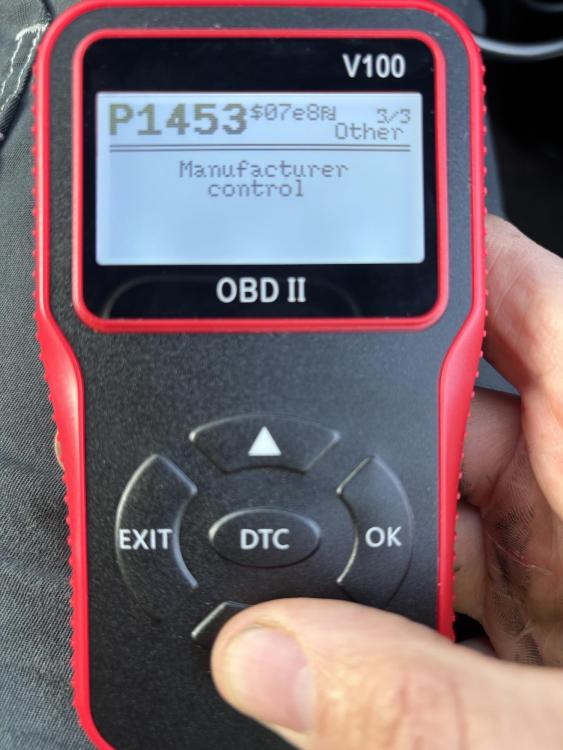 V100
P1453 $07e8 3/3
Other
Manufacturer
control
OBD II
EXIT
DTC
OK